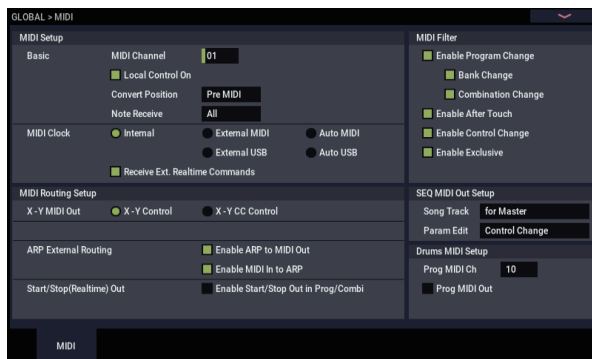 GLOBAL > MIDI
MIDI Setup
Basic MIDI Channel 01
Local Control On
Convert Position Pre MIDI
Note Receive All
MIDI Clock Internal External MIDI Auto MIDI
External USB Auto USB
Receive Ext. Realtime Commands
MIDI Filter
Enable Program Change
Bank Change
Combination Change
Enable After Touch
Enable Control Change
Enable Exclusive
MIDI Routing Setup
X -Y MIDI Out X -Y Control X -Y CC Control
ARP External Routing Enable ARP to MIDI Out
Enable MIDI In to ARP
Start/Stop(Realtime) Out Enable Start/Stop Out in Prog/Combi
SEQ MIDI Out Setup
Song Track for Master
Param Edit Control Change
Drums MIDI Setup
Prog MIDI Ch 10
Prog MIDI Out
MIDI